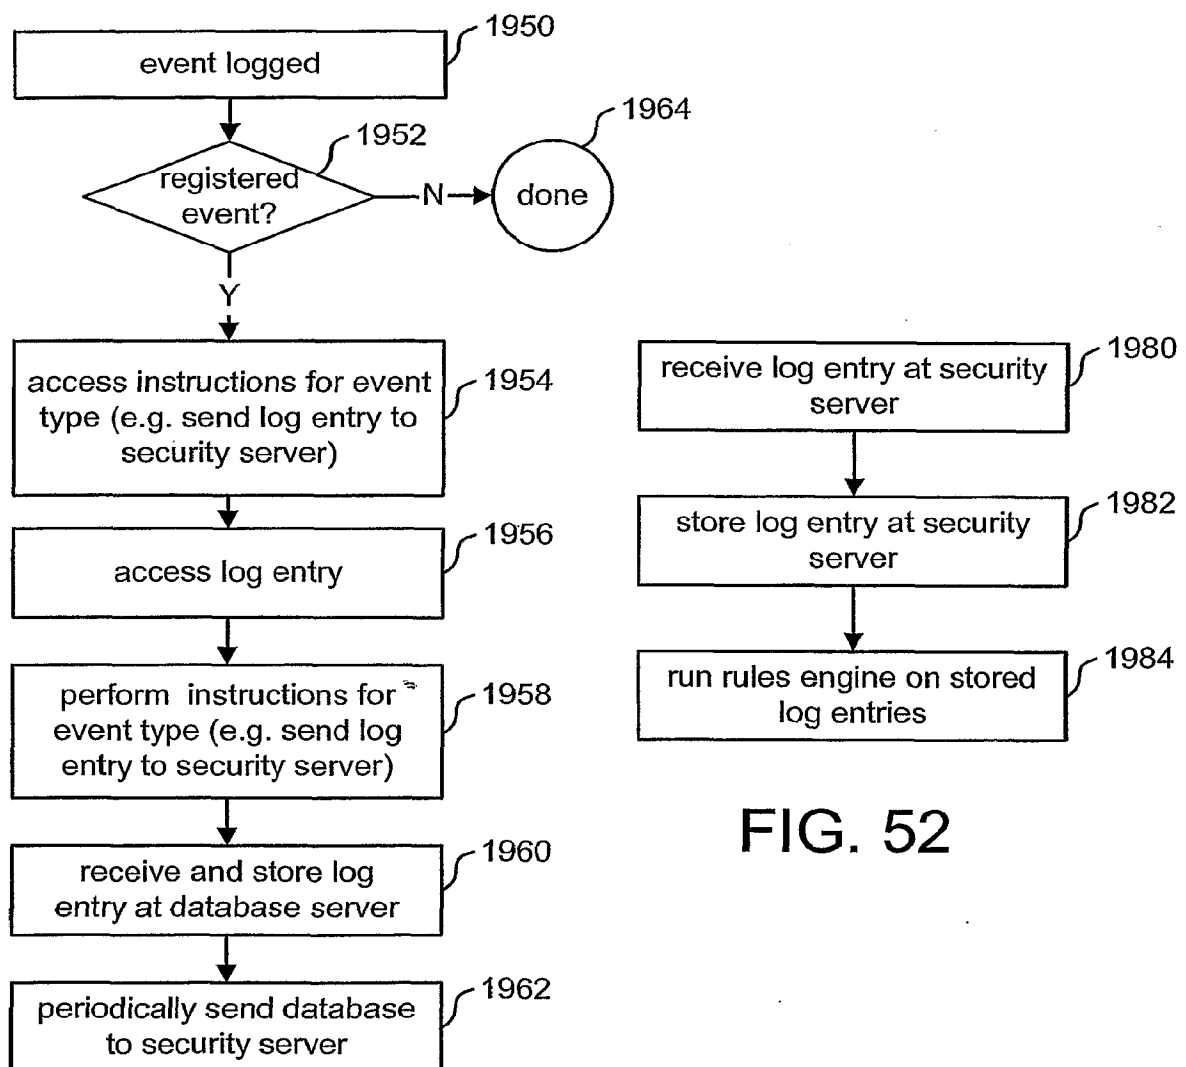 event logged
1950
registered
event?
1952
N
done
1964
Y
access instructions for event
type (e.g. send log entry to
security server)
1954
access log entry
1956
perform instructions for
event type (e.g. send log
entry to security server)
1958
receive and store log
entry at database server
1960
periodically send database
to security server
1962
receive log entry at security
server
1980
store log entry at security
server
1982
run rules engine on stored
log entries
1984
FIG. 52